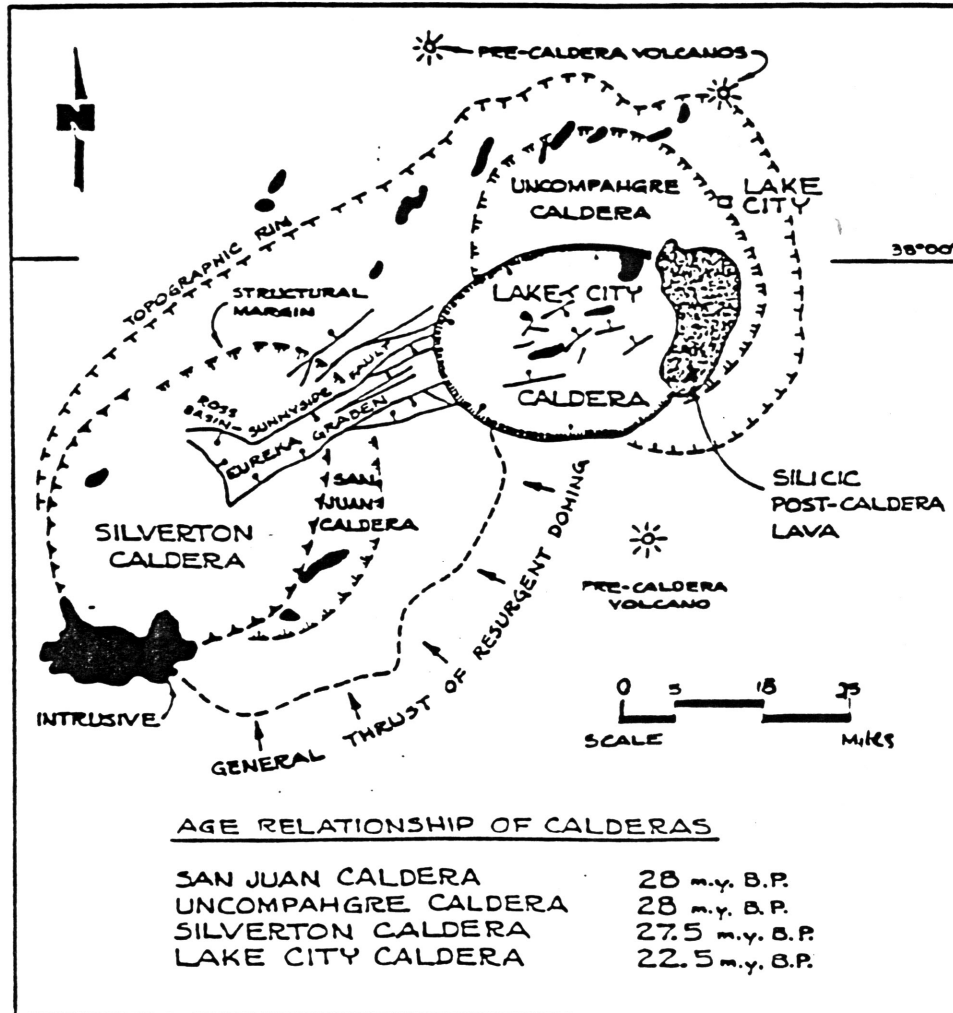 PRE-CALDERA VOLCANOS
N
UNCOMPAHGRE
CALDERA
LAKE
CITY
TOPOGRAPHIC RIM
38°00'
STRUCTURAL
MARGIN
LAKE CITY
CALDERA
ROSS
BASIN
SUNNYSIDE FAULT
EUREKA GRABEN
SAN
JUAN
CALDERA
SILVERTON
CALDERA
SILICIC
POST-CALDERA
LAVA
PRE-CALDERA
VOLCANO
INTRUSIVE
GENERAL THRUST OF RESURGENT DOMING
0 5 15 25
SCALE Miles
AGE RELATIONSHIP OF CALDERAS
SAN JUAN CALDERA 28 m.y. B.P.
UNCOMPAHGRE CALDERA 28 m.y. B.P.
SILVERTON CALDERA 27.5 m.y. B.P.
LAKE CITY CALDERA 22.5 m.y. B.P.